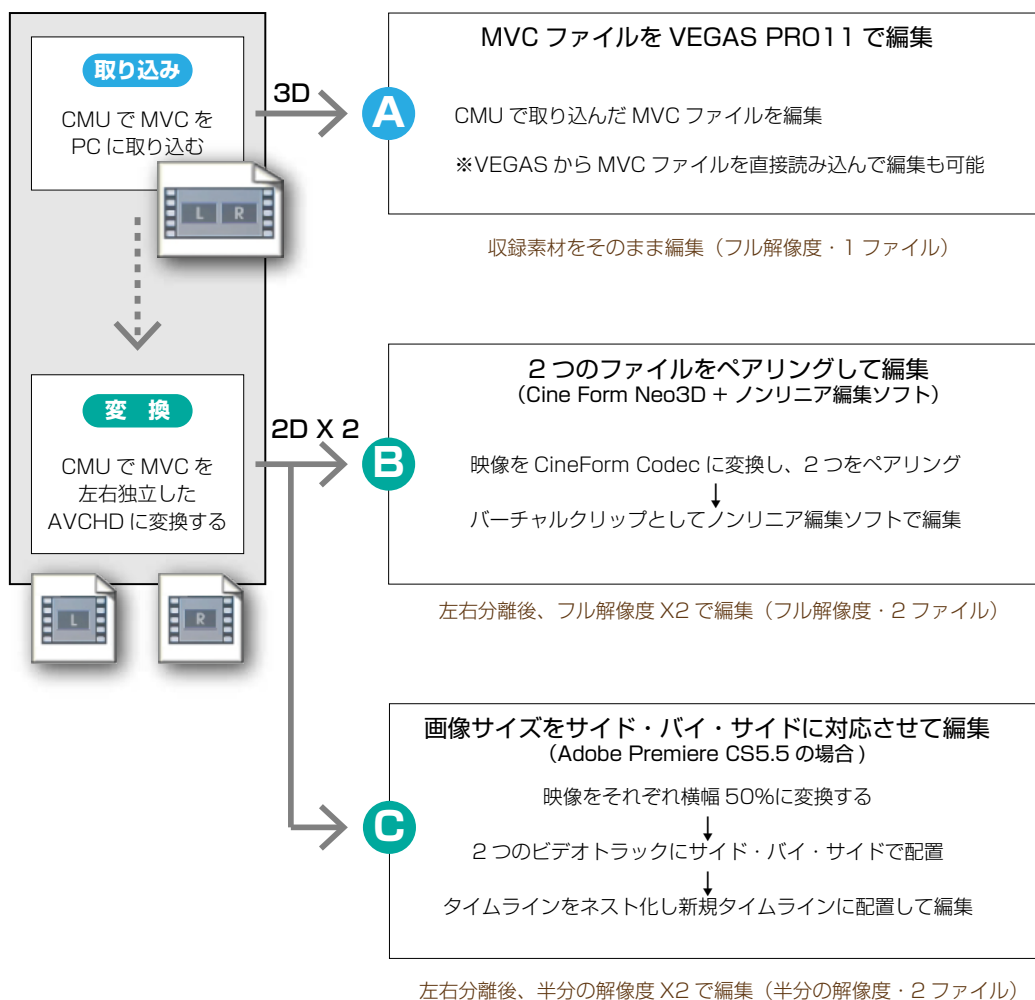 取り込み
CMU で MVC を
PC に取り込む
L R
3D
A
MVC ファイルを VEGAS PRO11 で編集
CMU で取り込んだ MVC ファイルを編集
※VEGAS から MVC ファイルを直接読み込んで編集も可能
収録素材をそのまま編集（フル解像度・1 ファイル）
変 換
CMU で MVC を
左右独立した
AVCHD に変換する
L
R
2D X 2
B
2 つのファイルをペアリングして編集
（Cine Form Neo3D + ノンリニア編集ソフト）
映像を CineForm Codec に変換し、2 つをペアリング
↓
バーチャルクリップとしてノンリニア編集ソフトで編集
左右分離後、フル解像度 X2 で編集（フル解像度・2 ファイル）
C
画像サイズをサイド・バイ・サイドに対応させて編集
（Adobe Premiere CS5.5 の場合 )
映像をそれぞれ横幅 50%に変換する
↓
2 つのビデオトラックにサイド・バイ・サイドで配置
↓
タイムラインをネスト化し新規タイムラインに配置して編集
左右分離後、半分の解像度 X2 で編集（半分の解像度・2 ファイル）